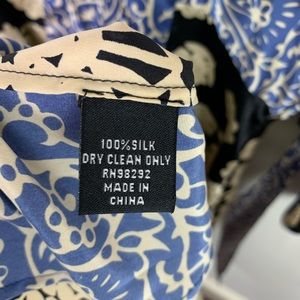 100%SILK
DRY CLEAN ONLY
RN98292
MADE IN
CHINA